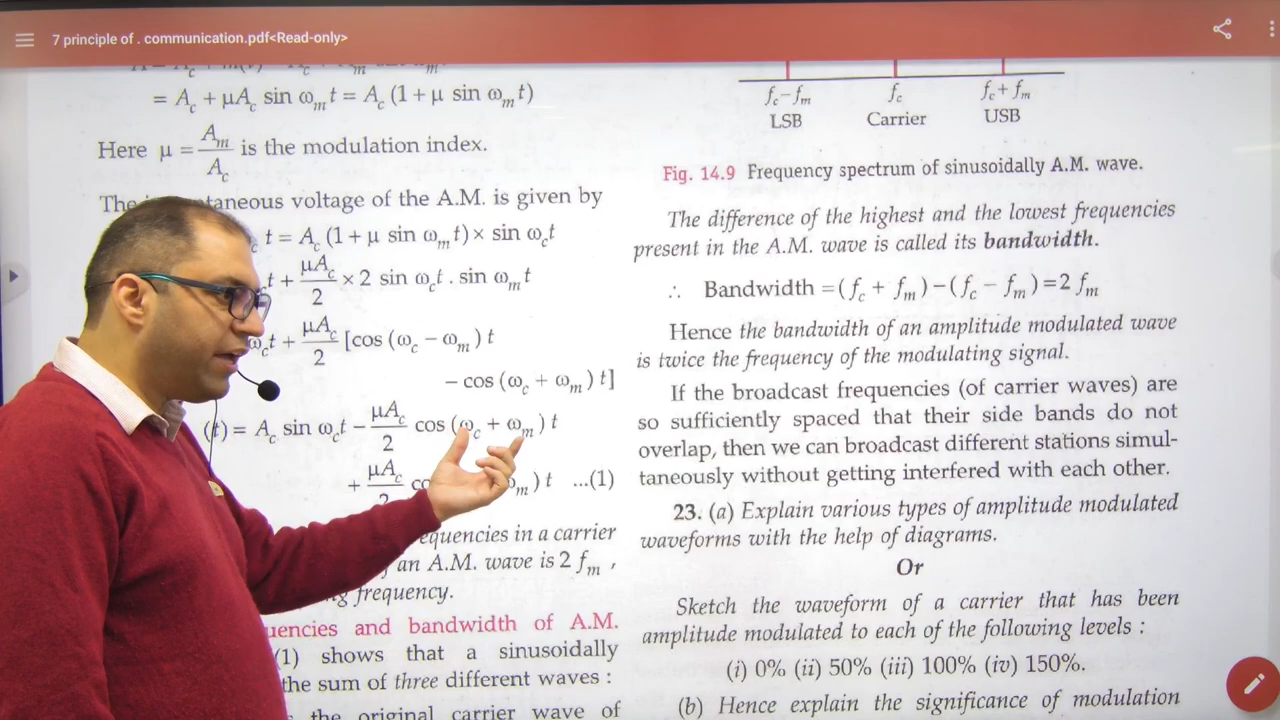 7 principle of . communication.pdf<Read-only>
= A_c + μA_c sin ω_m t = A_c (1 + μ sin ω_m t)
Here μ = A_m / A_c is the modulation index.
The taneous voltage of the A.M. is given by
t = A_c (1 + μ sin ω_m t) × sin ω_c t
t + μA_c / 2 × 2 sin ω_c t . sin ω_m t
ω_c t + μA_c / 2 [cos (ω_c − ω_m) t
− cos (ω_c + ω_m) t]
(t) = A_c sin ω_c t − μA_c / 2 cos (ω_c + ω_m) t
+ μA_c / 2 ) t ...(1)
equencies in a carrier
an A.M. wave is 2 f_m ,
frequency.
uencies and bandwidth of A.M.
(1) shows that a sinusoidally
the sum of three different waves :
the original carrier wave of
f_c − f_m f_c f_c + f_m
LSB Carrier USB
Fig. 14.9 Frequency spectrum of sinusoidally A.M. wave.
The difference of the highest and the lowest frequencies
present in the A.M. wave is called its bandwidth.
∴ Bandwidth = (f_c + f_m) − (f_c − f_m) = 2 f_m
Hence the bandwidth of an amplitude modulated wave
is twice the frequency of the modulating signal.
If the broadcast frequencies (of carrier waves) are
so sufficiently spaced that their side bands do not
overlap, then we can broadcast different stations simul-
taneously without getting interfered with each other.
23. (a) Explain various types of amplitude modulated
waveforms with the help of diagrams.
Or
Sketch the waveform of a carrier that has been
amplitude modulated to each of the following levels :
(i) 0% (ii) 50% (iii) 100% (iv) 150%.
(b) Hence explain the significance of modulation